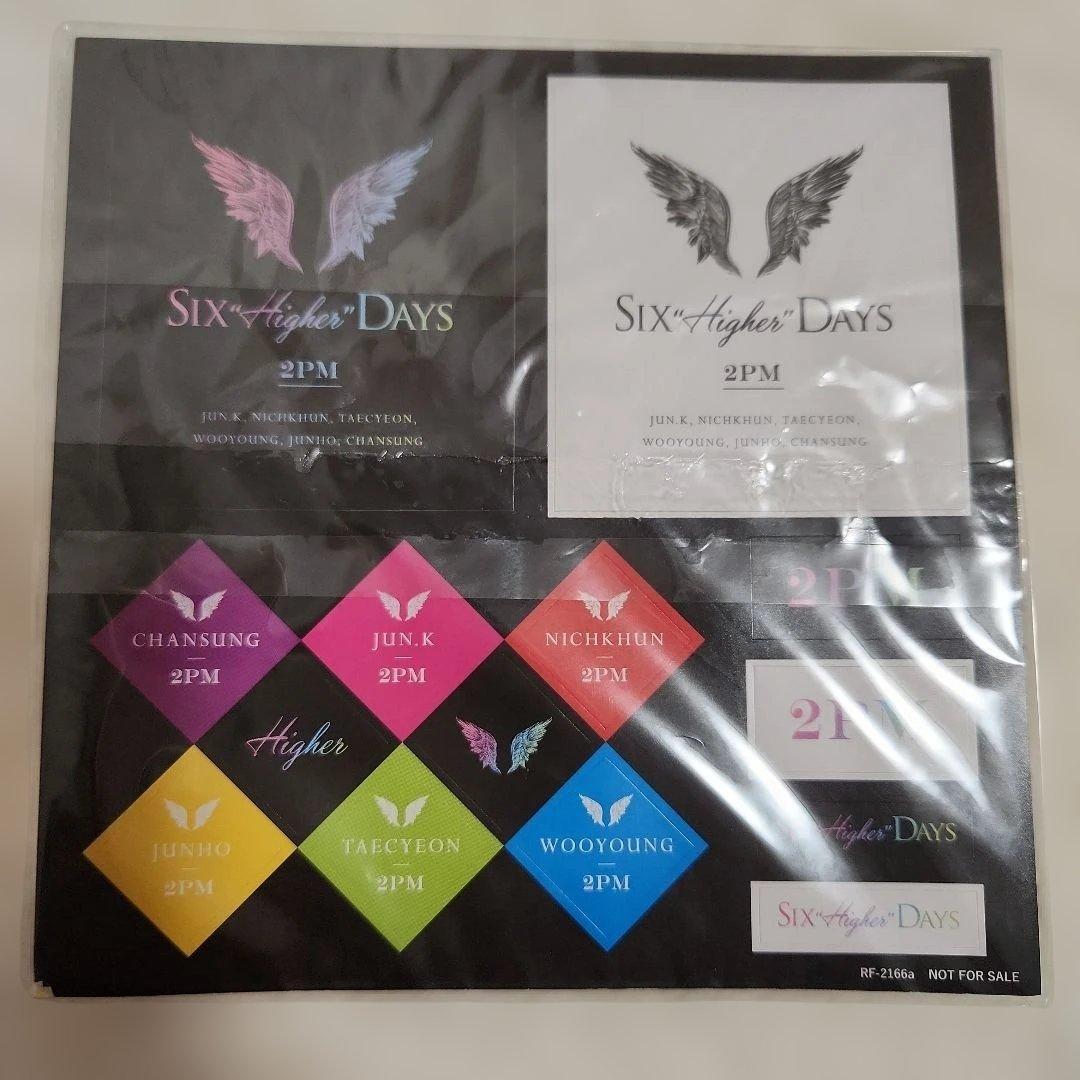 SIX "Higher" DAYS
2PM
JUN.K, NICHKHUN, TAECYEON,
WOOYOUNG, JUNHO, CHANSUNG
SIX "Higher" DAYS
2PM
JUN.K, NICHKHUN, TAECYEON,
WOOYOUNG, JUNHO, CHANSUNG
CHANSUNG
2PM
JUN.K
2PM
NICHKHUN
2PM
2PM
2PM
Higher
JUNHO
2PM
TAECYEON
2PM
WOOYOUNG
2PM
"Higher" DAYS
SIX "Higher" DAYS
RF-2166a NOT FOR SALE